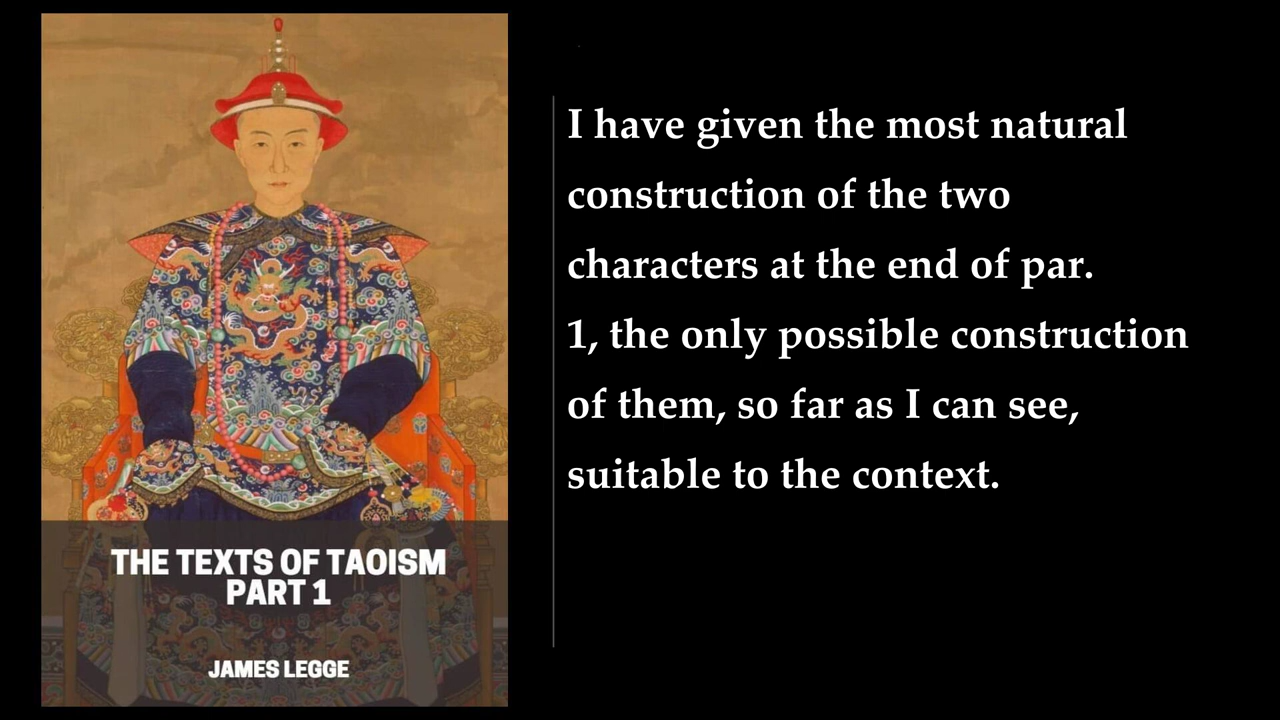 THE TEXTS OF TAOISM
PART 1
JAMES LEGGE
I have given the most natural
construction of the two
characters at the end of par.
1, the only possible construction
of them, so far as I can see,
suitable to the context.